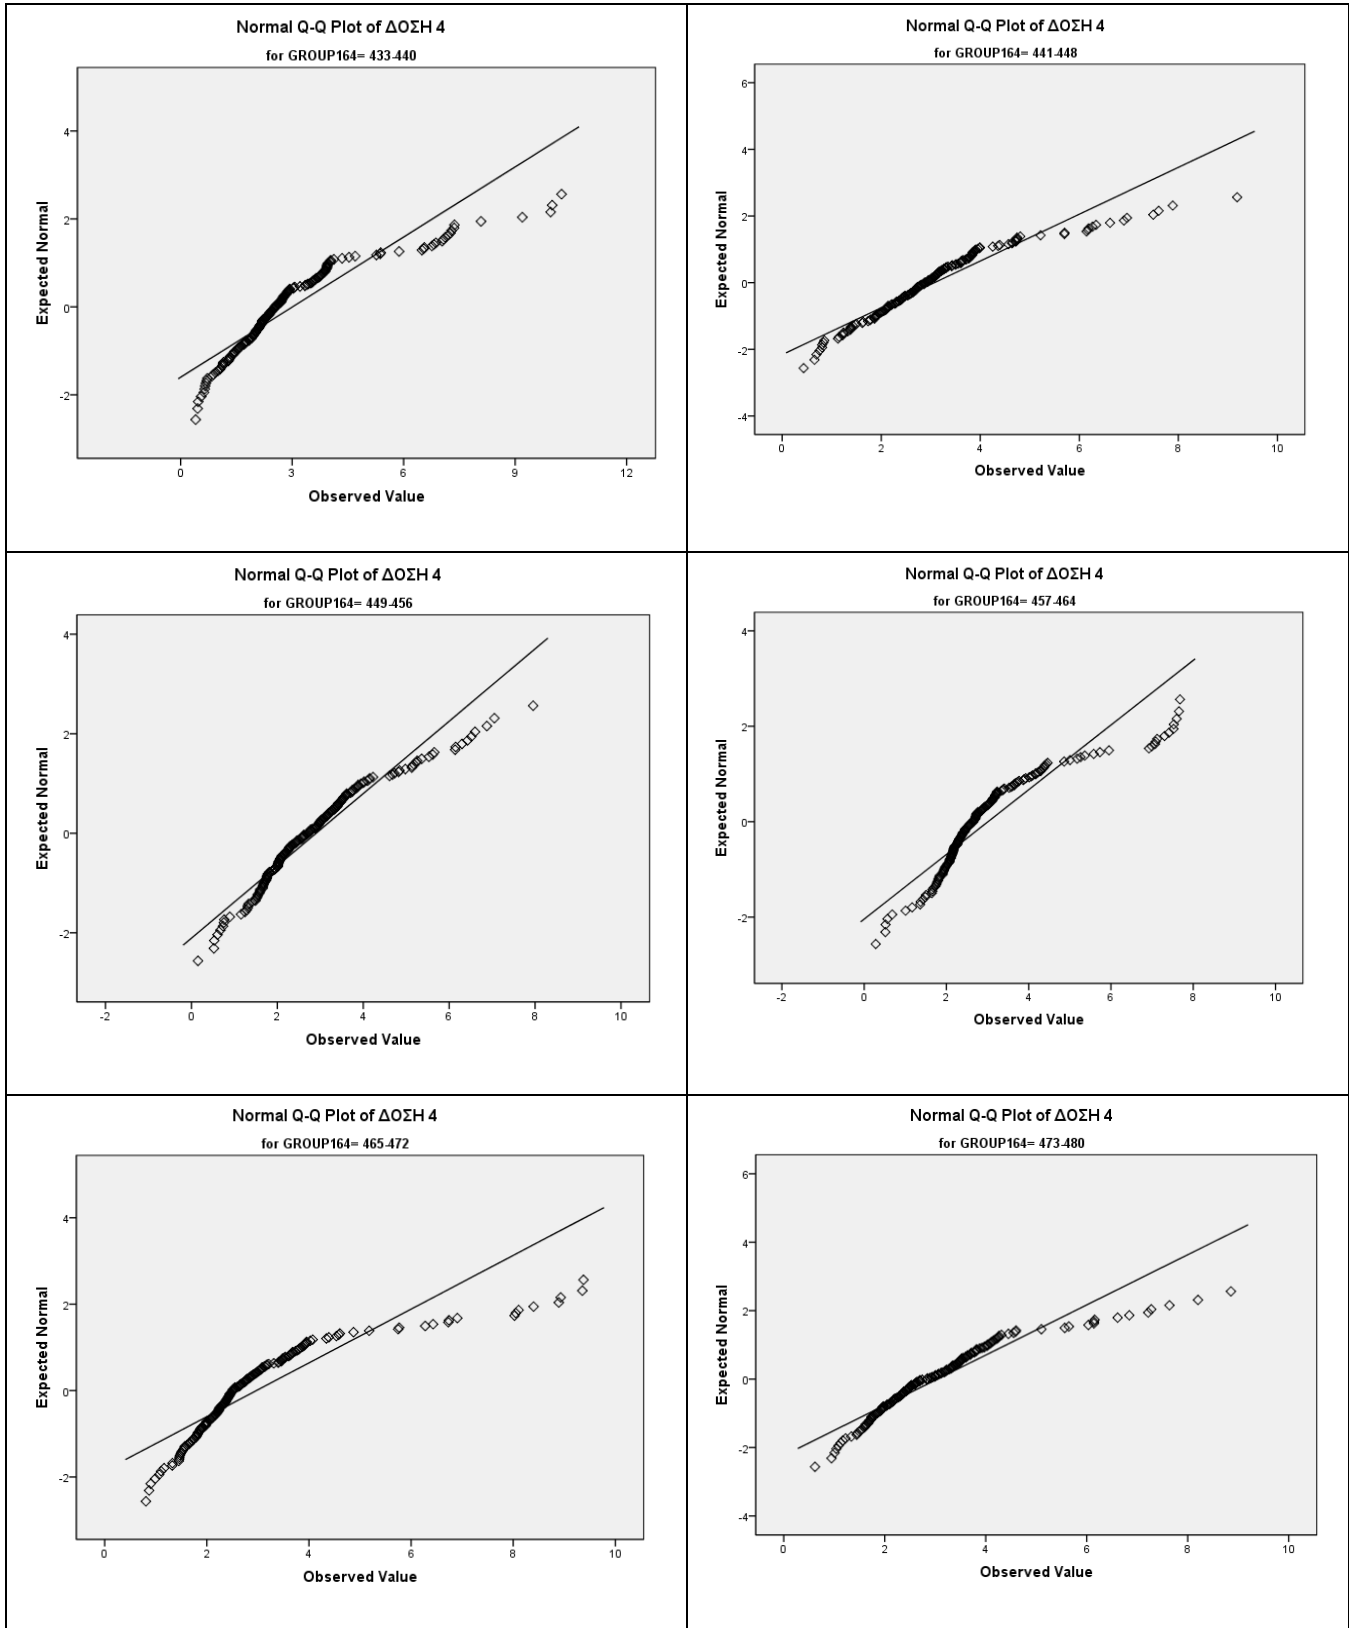 Normal Q-Q Plot of ΔΟΣΗ 4
for GROUP164= 433-440
Expected Normal
4
2
0
-2
0 3 6 9 12
Observed Value
Normal Q-Q Plot of ΔΟΣΗ 4
for GROUP164= 441-448
Expected Normal
6
4
2
0
-2
-4
0 2 4 6 8 10
Observed Value
Normal Q-Q Plot of ΔΟΣΗ 4
for GROUP164= 449-456
Expected Normal
4
2
0
-2
-2 0 2 4 6 8 10
Observed Value
Normal Q-Q Plot of ΔΟΣΗ 4
for GROUP164= 457-464
Expected Normal
4
2
0
-2
-2 0 2 4 6 8 10
Observed Value
Normal Q-Q Plot of ΔΟΣΗ 4
for GROUP164= 465-472
Expected Normal
4
2
0
-2
0 2 4 6 8 10
Observed Value
Normal Q-Q Plot of ΔΟΣΗ 4
for GROUP164= 473-480
Expected Normal
6
4
2
0
-2
-4
0 2 4 6 8 10
Observed Value